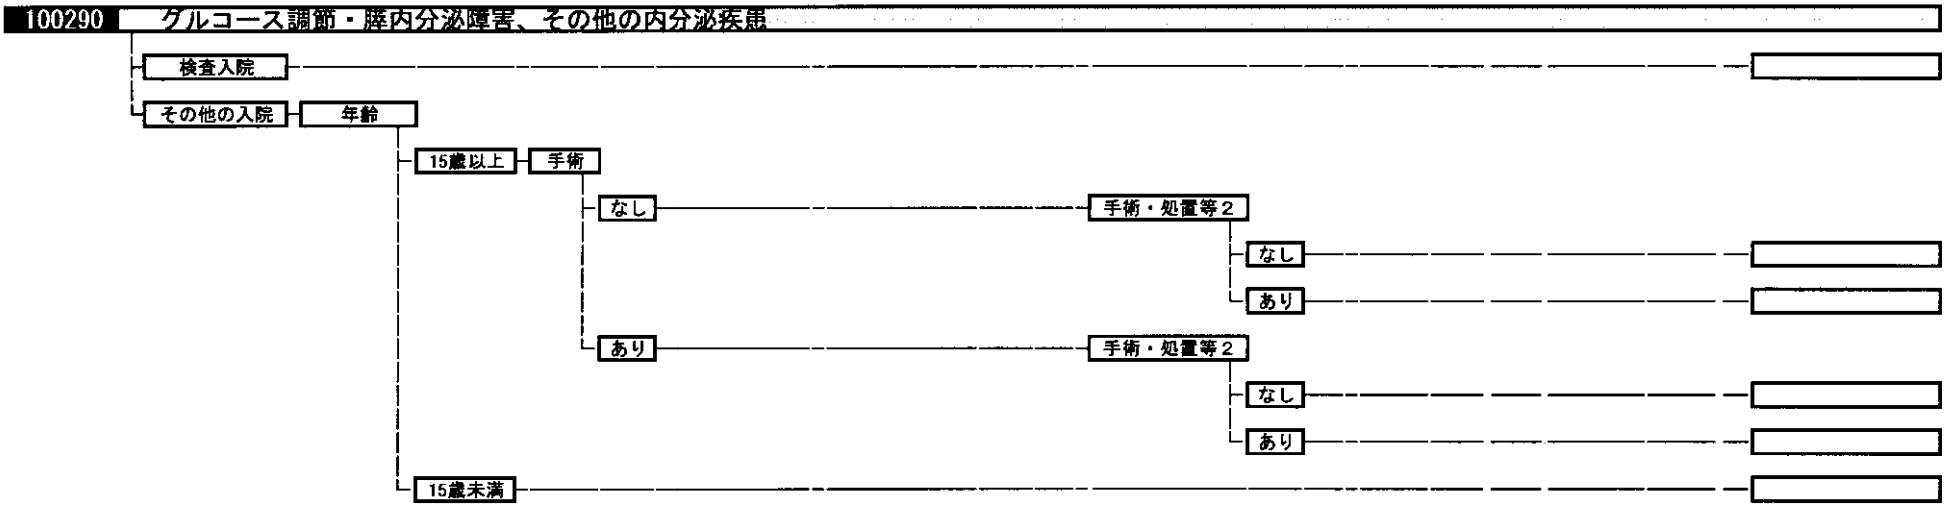 100290 グルコース調節・膵内分泌障害、その他の内分泌疾患
検査入院
その他の入院 年齢
15歳以上 手術
なし 手術・処置等2
なし
あり
あり 手術・処置等2
なし
あり
15歳未満